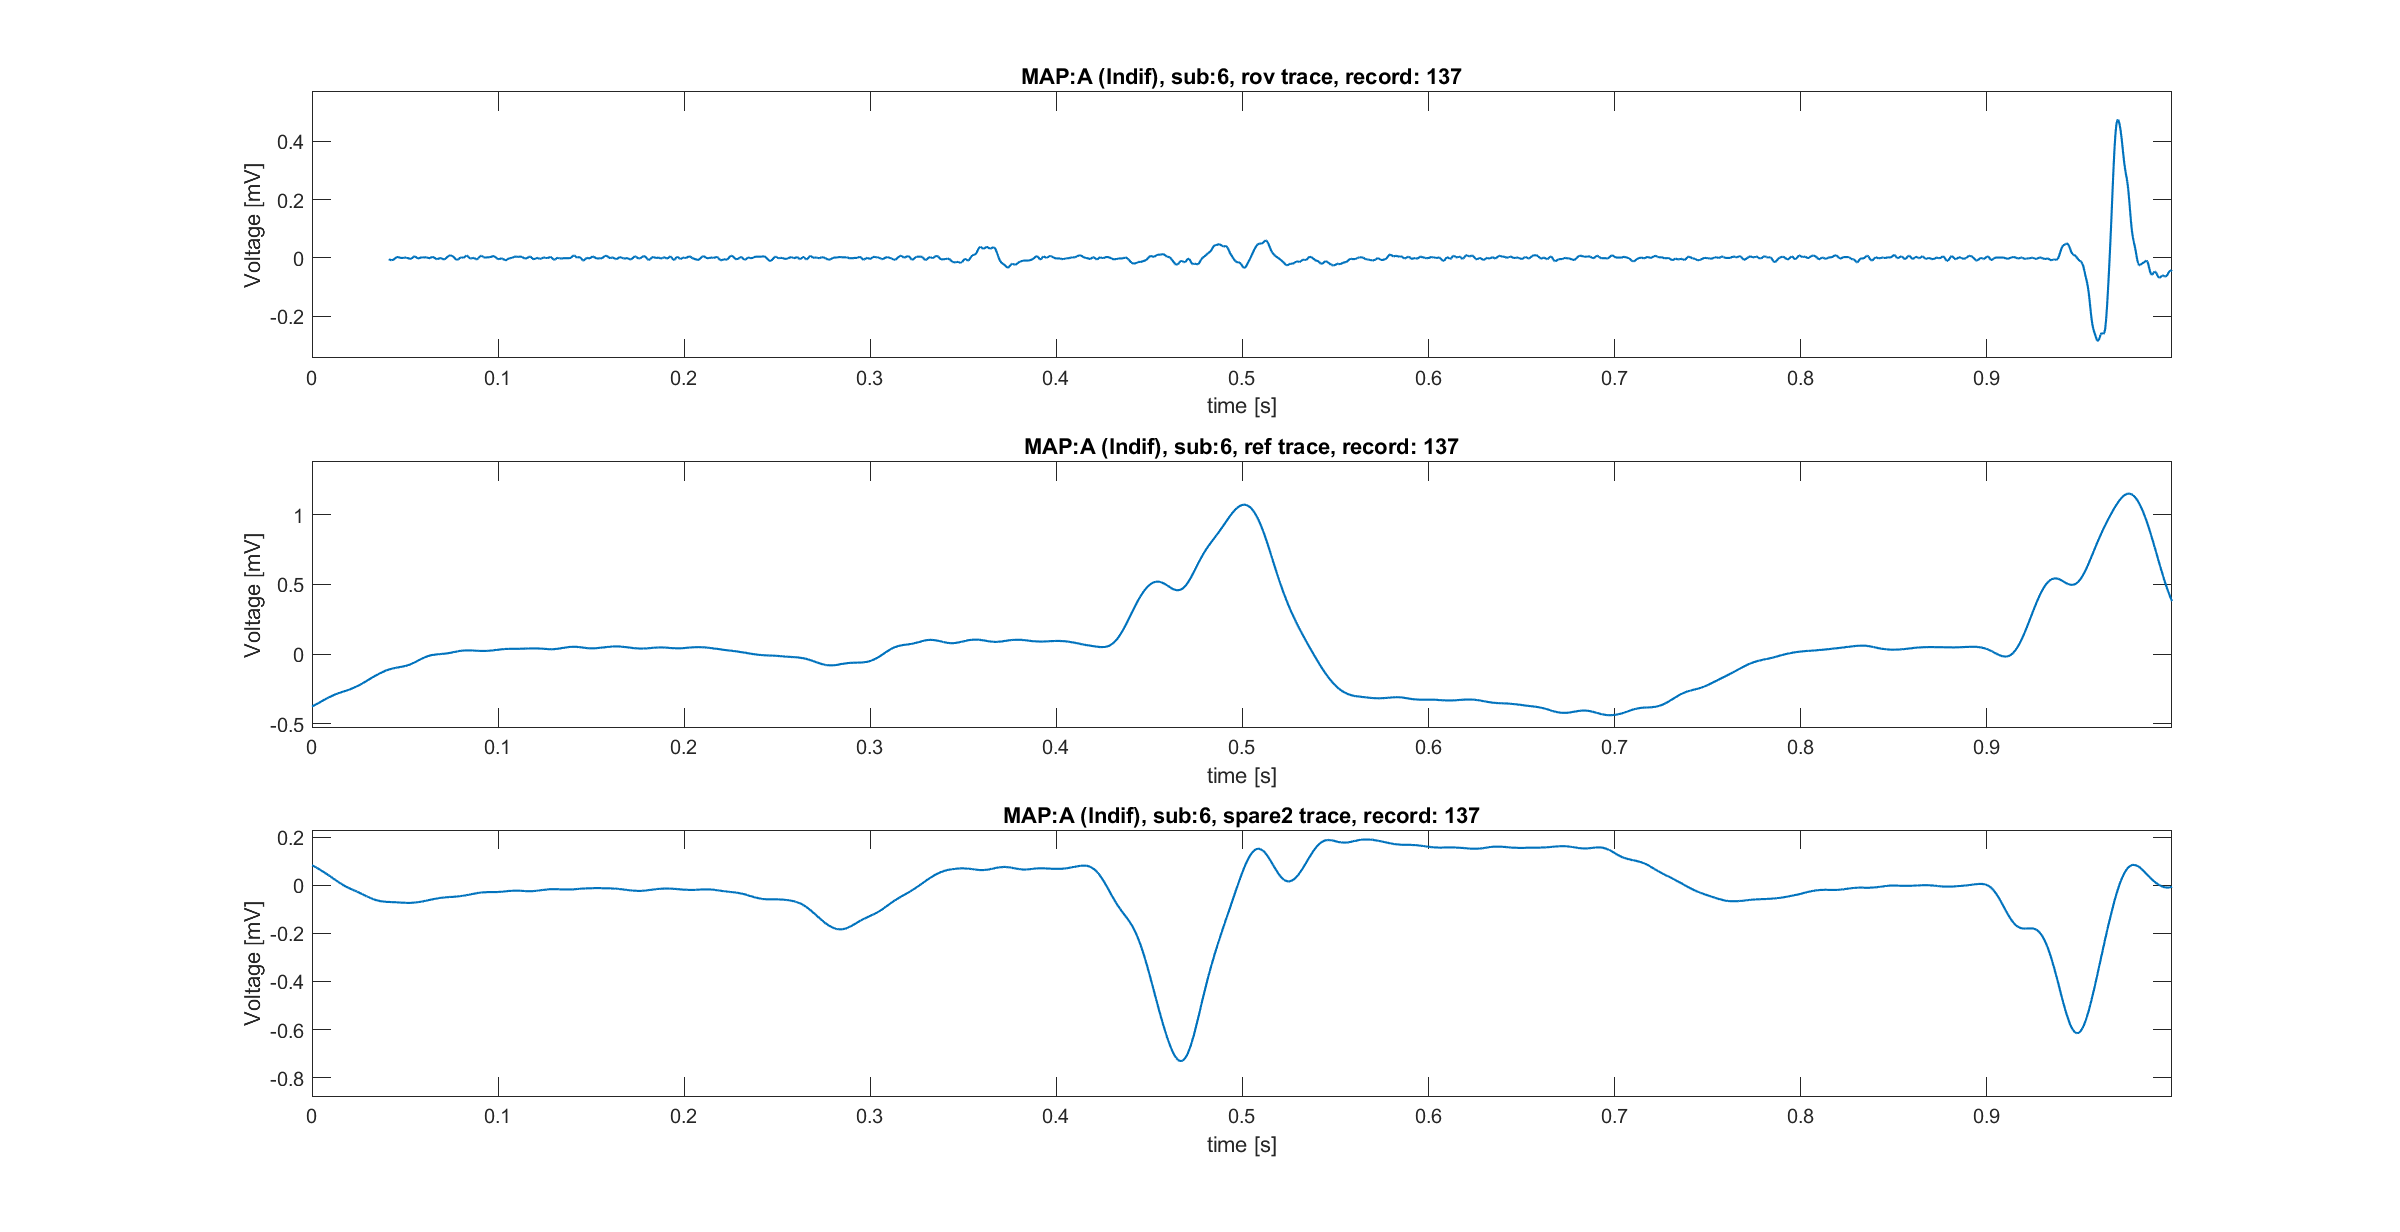 MAP:A (Indif), sub:6, rov trace, record: 137
0.4
0.2
0
-0.2
Voltage [mV]
0 0.1 0.2 0.3 0.4 0.5 0.6 0.7 0.8 0.9
time [s]
MAP:A (Indif), sub:6, ref trace, record: 137
1
0.5
0
-0.5
Voltage [mV]
0 0.1 0.2 0.3 0.4 0.5 0.6 0.7 0.8 0.9
time [s]
MAP:A (Indif), sub:6, spare2 trace, record: 137
0.2
0
-0.2
-0.4
-0.6
-0.8
Voltage [mV]
0 0.1 0.2 0.3 0.4 0.5 0.6 0.7 0.8 0.9
time [s]